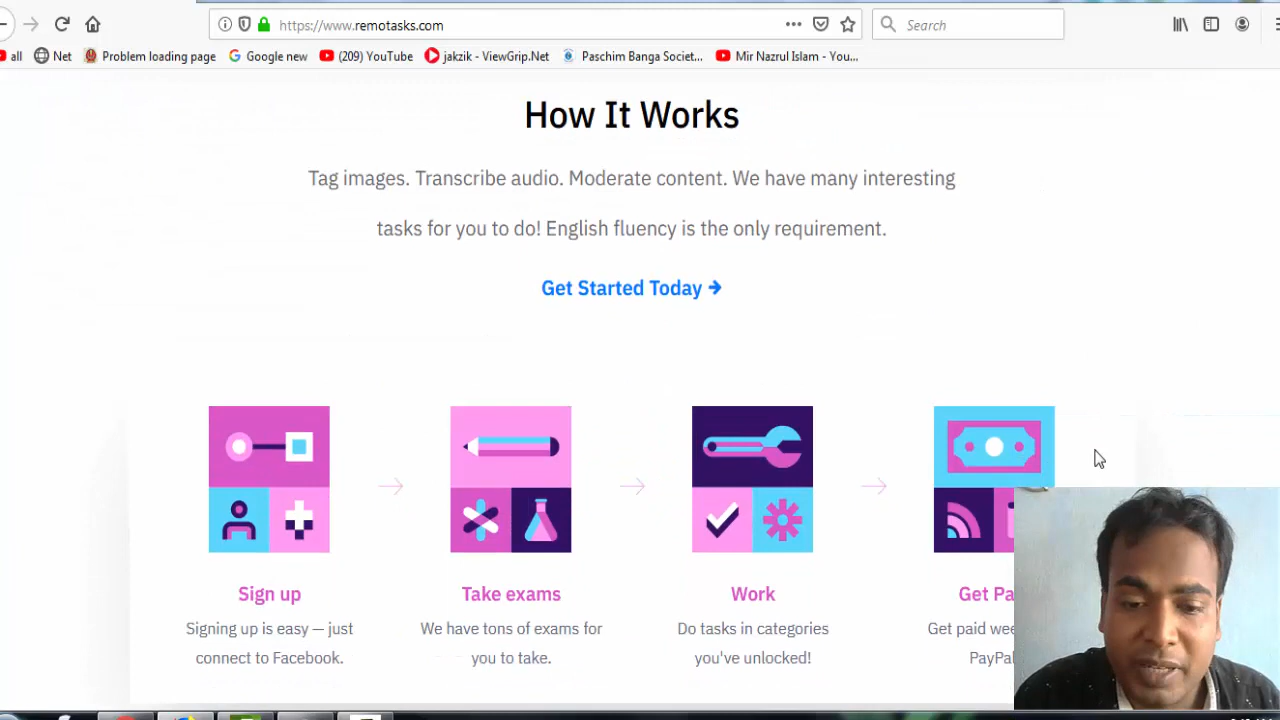 https://www.remotasks.com
Search
all
Net
Problem loading page
Google new
(209) YouTube
jakzik - ViewGrip.Net
Paschim Banga Societ...
Mir Nazrul Islam - You...
How It Works
Tag images. Transcribe audio. Moderate content. We have many interesting
tasks for you to do! English fluency is the only requirement.
Get Started Today →
Sign up
Take exams
Work
Get Pa
Signing up is easy — just
We have tons of exams for
Do tasks in categories
Get paid wee
connect to Facebook.
you to take.
you've unlocked!
PayPal